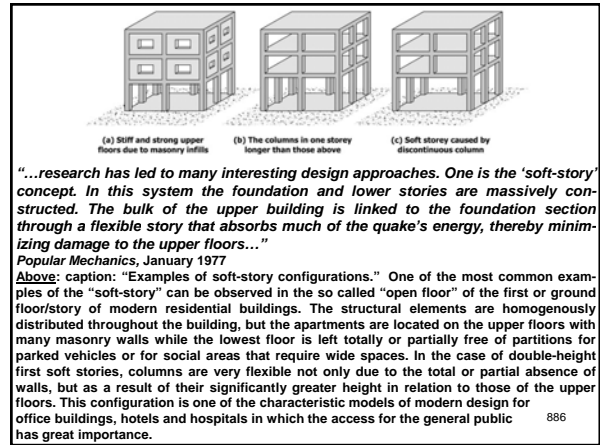 (a) Stiff and strong upper floors due to masonry infills
(b) The columns in one storey longer than those above
(c) Soft storey caused by discontinuous column
“…research has led to many interesting design approaches. One is the ‘soft-story’
concept. In this system the foundation and lower stories are massively con-
structed. The bulk of the upper building is linked to the foundation section
through a flexible story that absorbs much of the quake’s energy, thereby minim-
izing damage to the upper floors…”
Popular Mechanics, January 1977
Above: caption: “Examples of soft-story configurations.” One of the most common exam-
ples of the “soft-story” can be observed in the so called “open floor” of the first or ground
floor/story of modern residential buildings. The structural elements are homogenously
distributed throughout the building, but the apartments are located on the upper floors with
many masonry walls while the lowest floor is left totally or partially free of partitions for
parked vehicles or for social areas that require wide spaces. In the case of double-height
first soft stories, columns are very flexible not only due to the total or partial absence of
walls, but as a result of their significantly greater height in relation to those of the upper
floors. This configuration is one of the characteristic models of modern design for
office buildings, hotels and hospitals in which the access for the general public
has great importance.
886